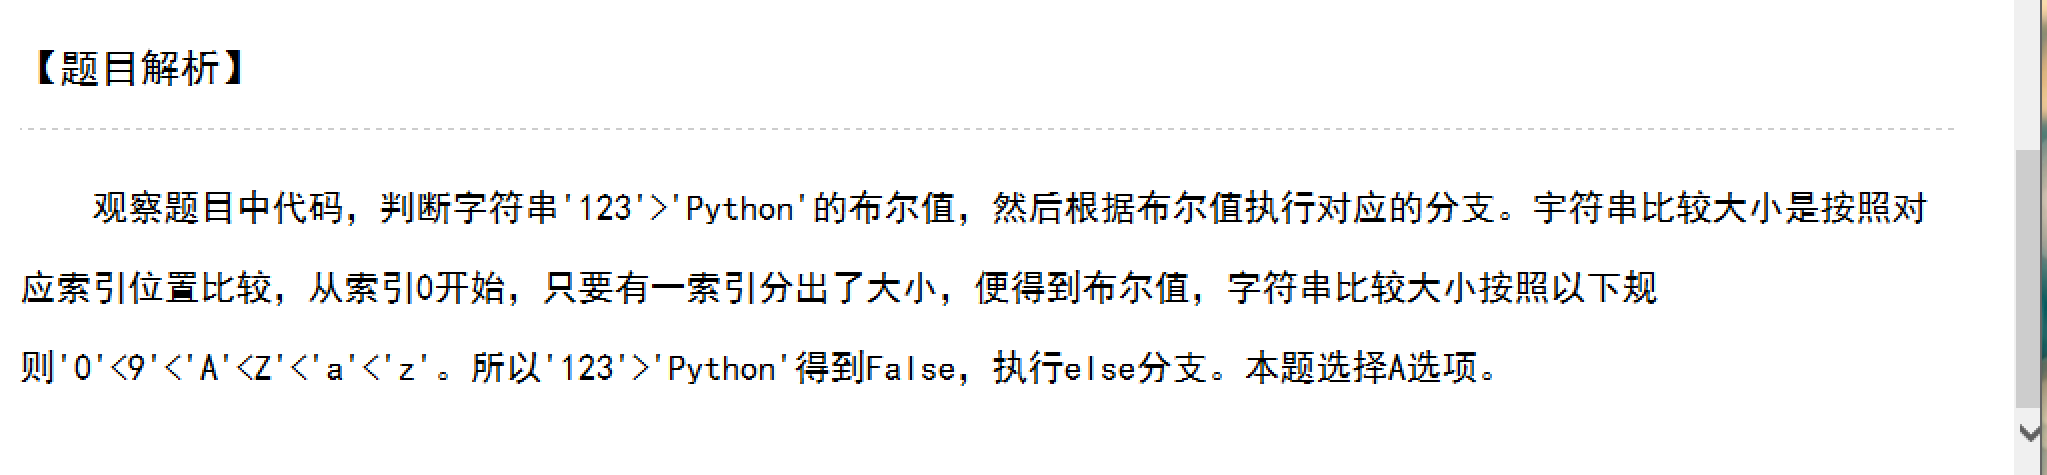 【题目解析】
观察题目中代码，判断字符串'123'>'Python'的布尔值，然后根据布尔值执行对应的分支。字符串比较大小是按照对
应索引位置比较，从索引0开始，只要有一索引分出了大小，便得到布尔值，字符串比较大小按照以下规
则'0'<9'<'A'<Z'<'a'<'z'。所以'123'>'Python'得到False，执行else分支。本题选择A选项。